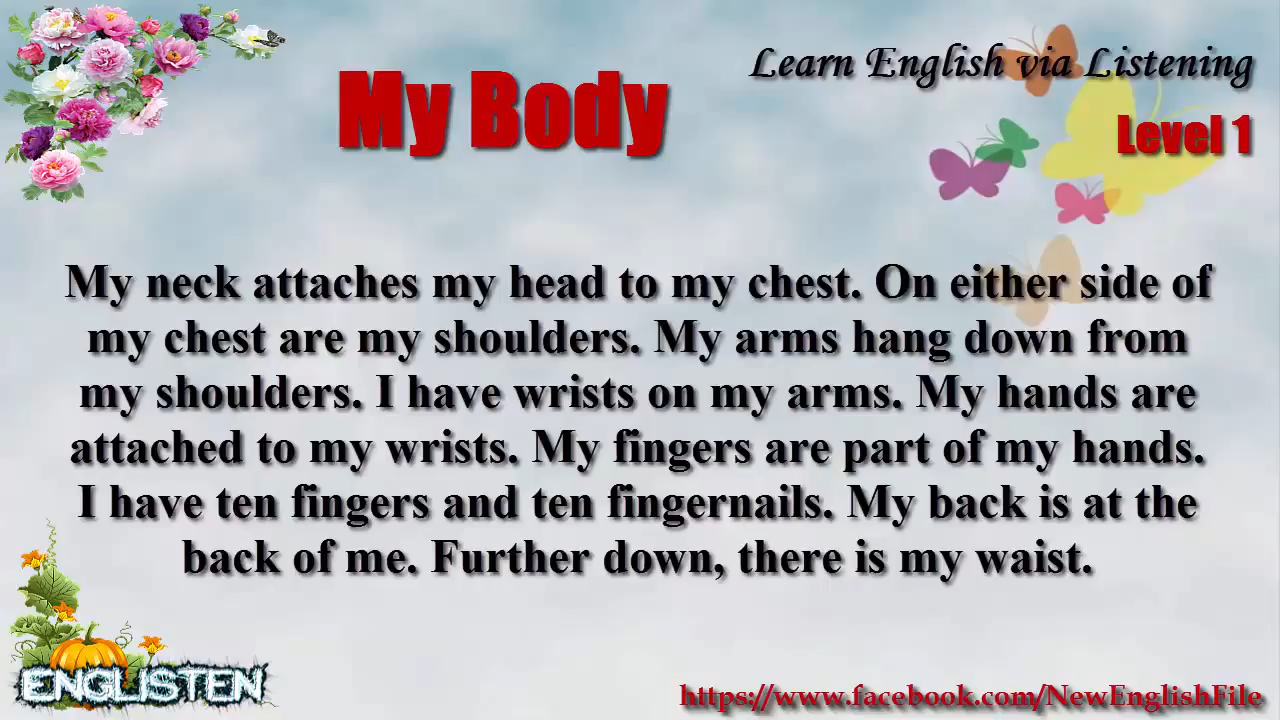 Learn English via Listening
My Body
Level 1
My neck attaches my head to my chest. On either side of
my chest are my shoulders. My arms hang down from
my shoulders. I have wrists on my arms. My hands are
attached to my wrists. My fingers are part of my hands.
I have ten fingers and ten fingernails. My back is at the
back of me. Further down, there is my waist.
ENGLISTEN
https://www.facebook.com/NewEnglishFile